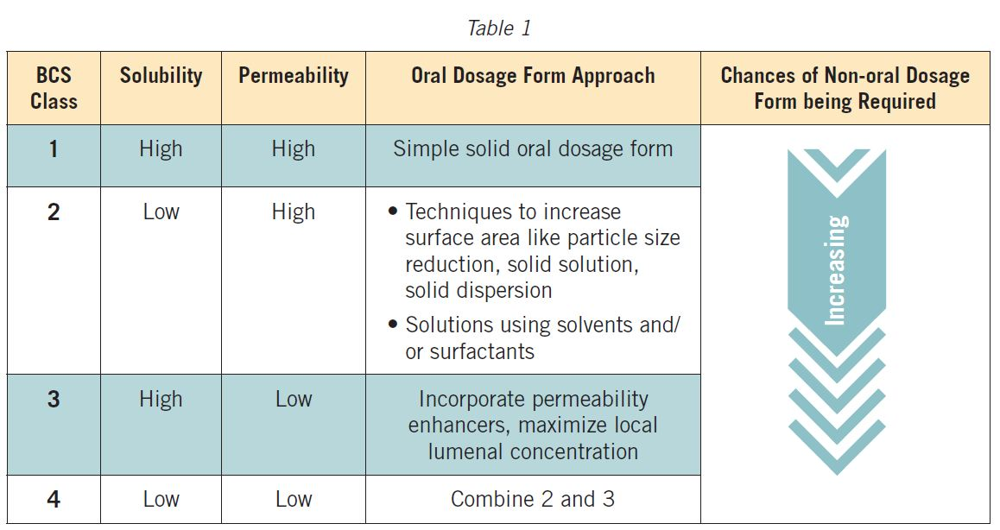 Table 1
BCS
Class
Solubility
Permeability
Oral Dosage Form Approach
Chances of Non-oral Dosage
Form being Required
1
High
High
Simple solid oral dosage form
2
Low
High
• Techniques to increase
surface area like particle size
reduction, solid solution,
solid dispersion
• Solutions using solvents and/
or surfactants
3
High
Low
Incorporate permeability
enhancers, maximize local
lumenal concentration
4
Low
Low
Combine 2 and 3
Increasing